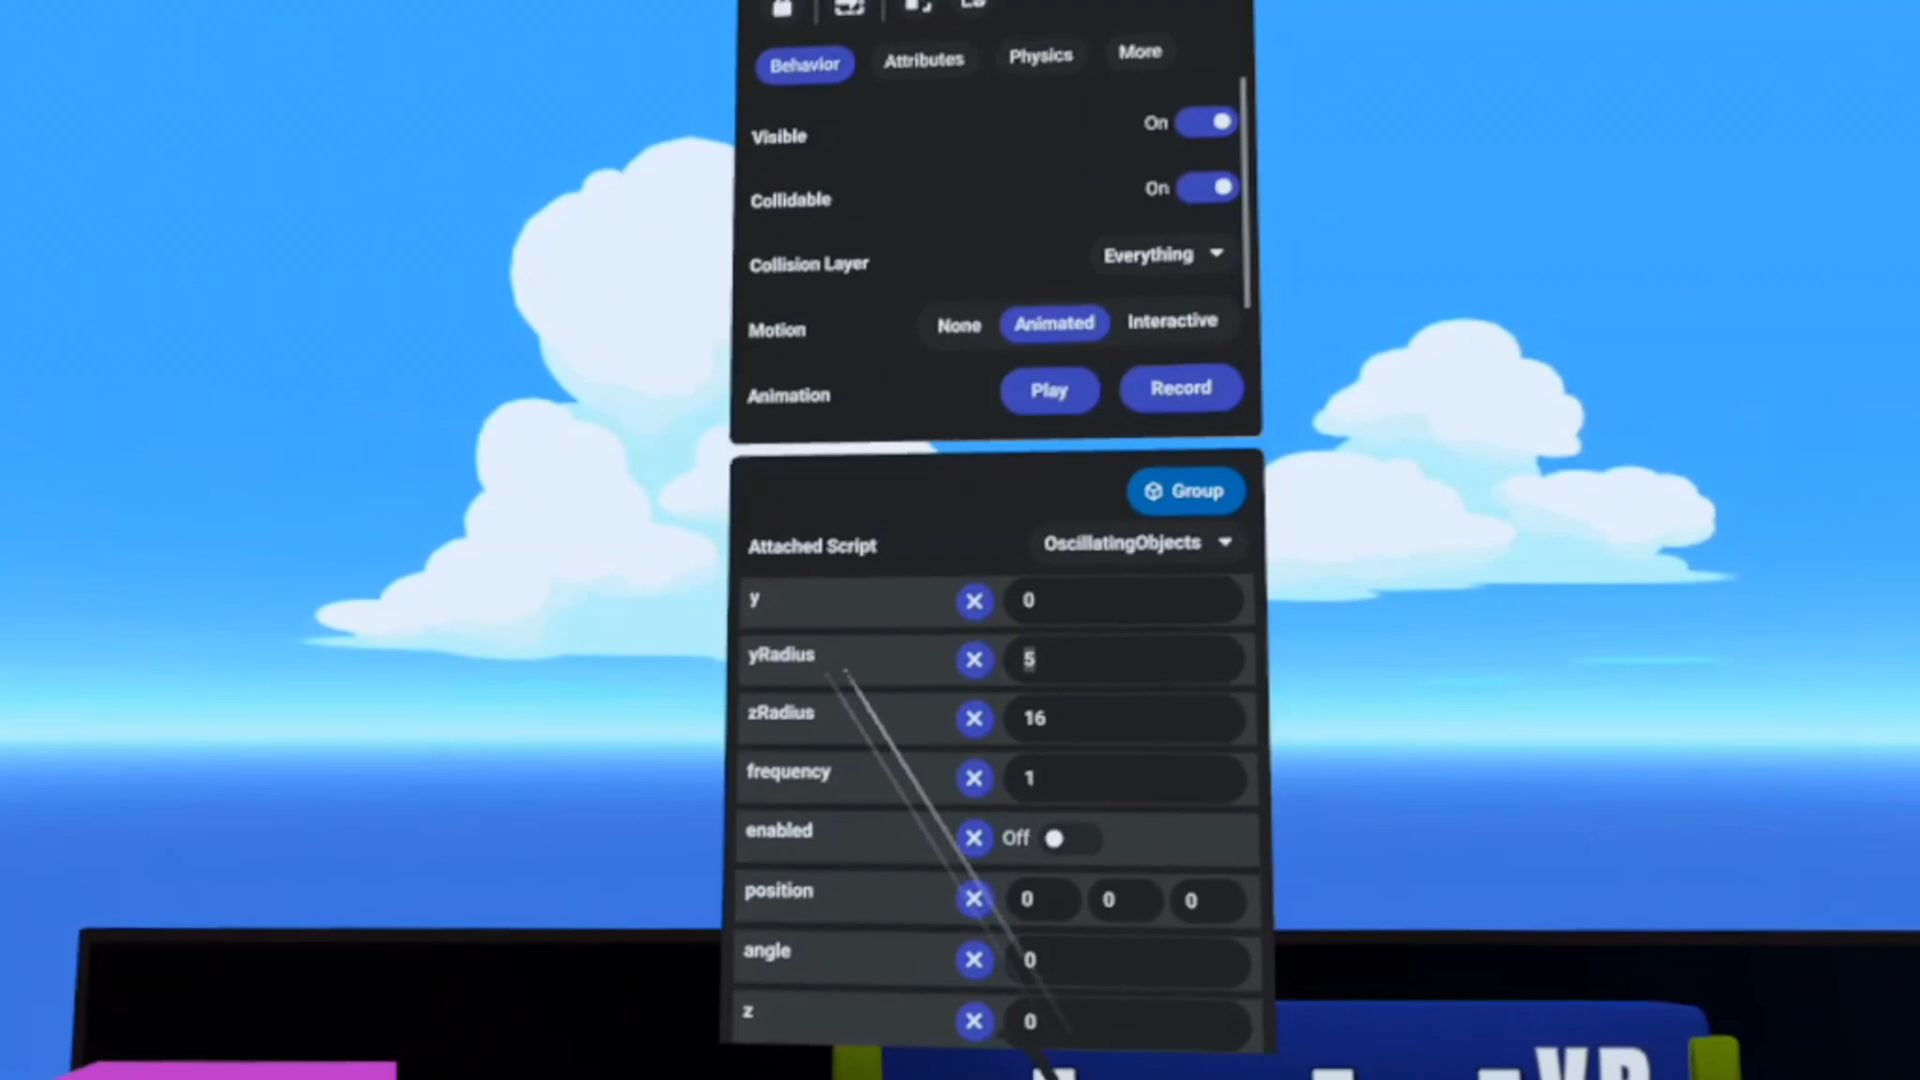 Behavior Attributes Physics More
Visible On
Collidable On
Collision Layer Everything
Motion None Animated Interactive
Animation Play Record
Group
Attached Script OscillatingObjects
y 0
yRadius 5
zRadius 16
frequency 1
enabled Off
position 0 0 0
angle 0
z 0